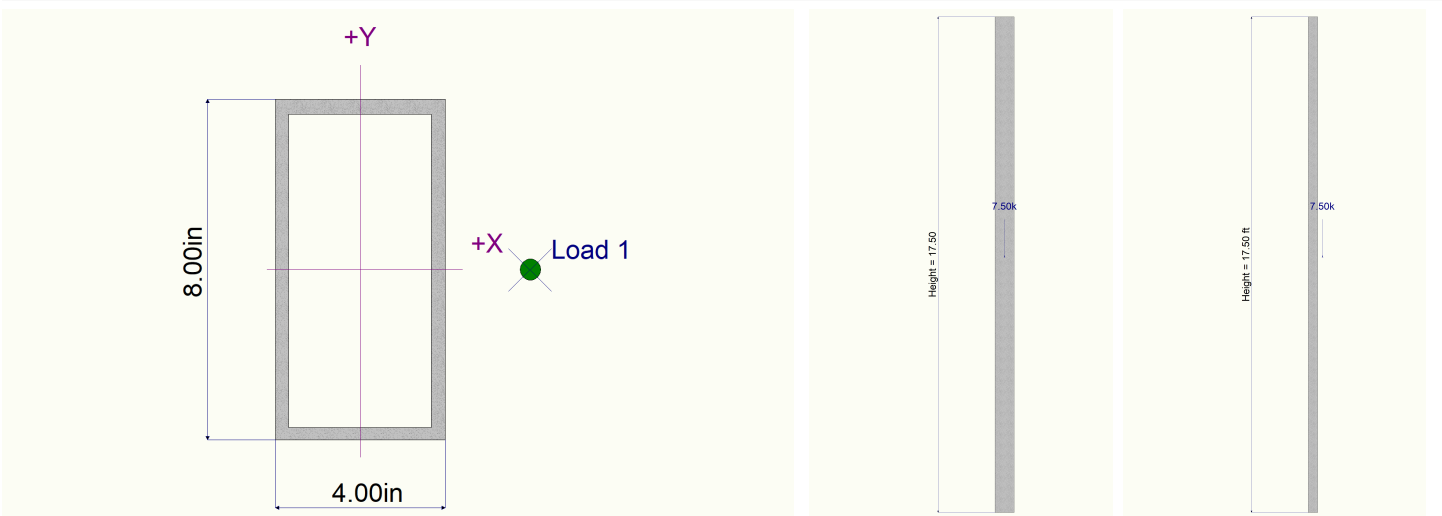 +Y
8.00in
+X
Load 1
4.00in
7.50k
Height = 17.50
7.50k
Height = 17.50 ft